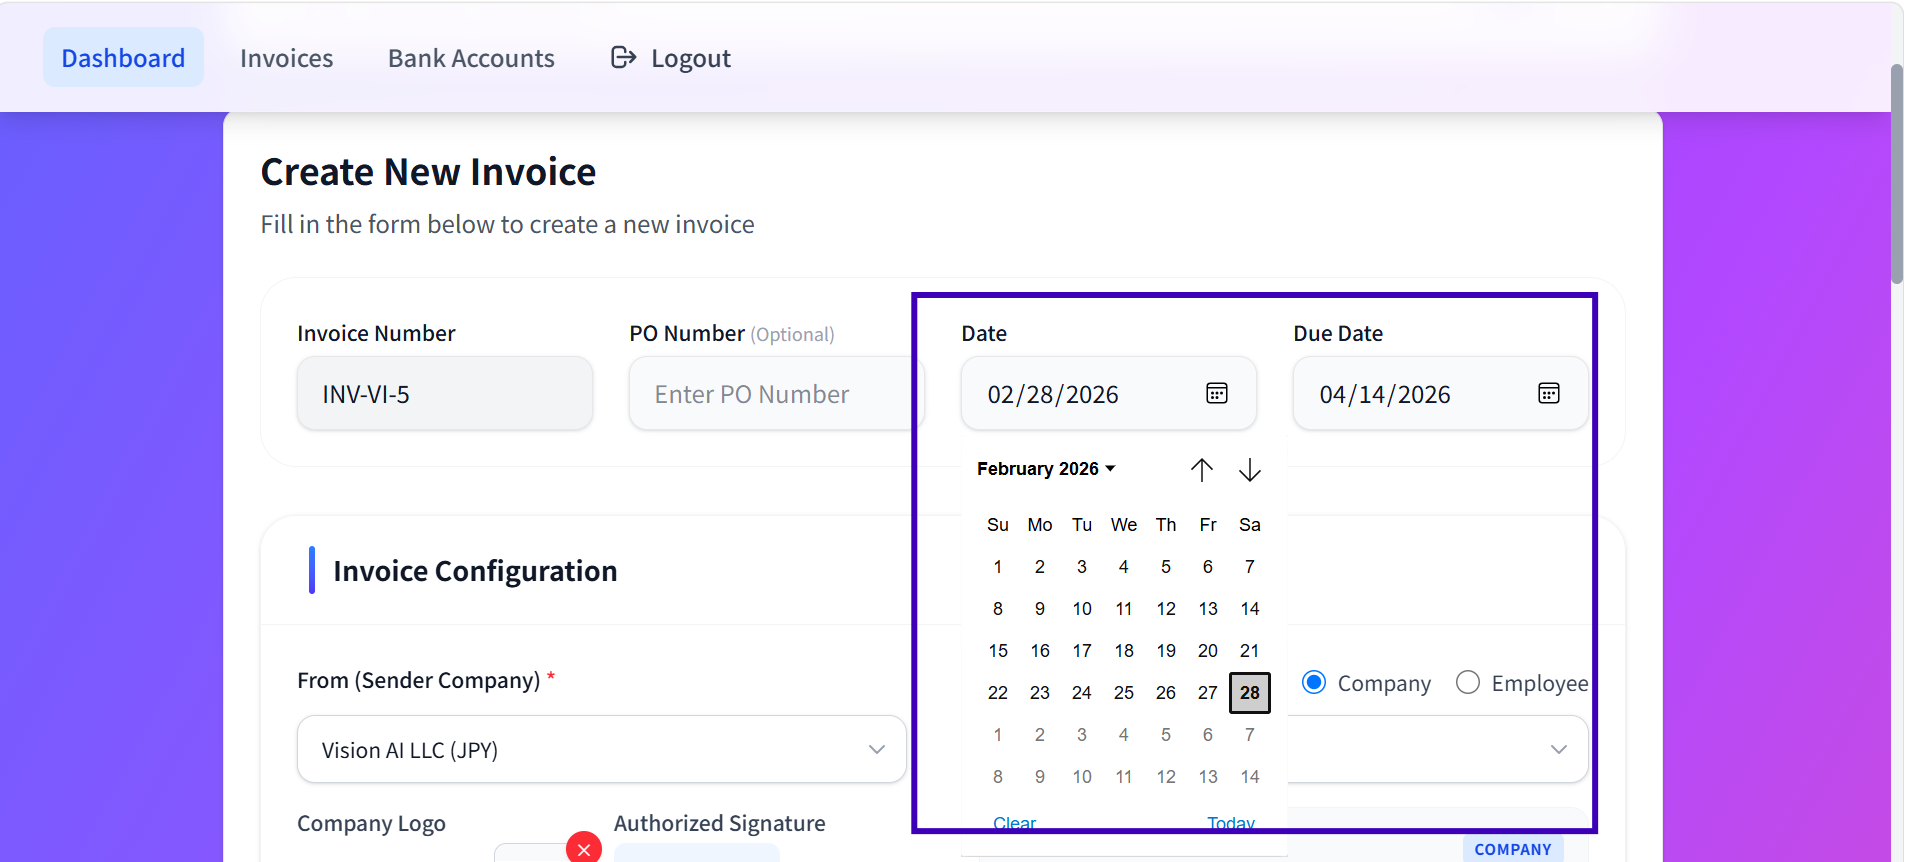 Dashboard Invoices Bank Accounts Logout
Create New Invoice
Fill in the form below to create a new invoice
Invoice Number PO Number (Optional) Date Due Date
INV-VI-5 Enter PO Number 02/28/2026 04/14/2026
February 2026
Su Mo Tu We Th Fr Sa
1 2 3 4 5 6 7
8 9 10 11 12 13 14
15 16 17 18 19 20 21
22 23 24 25 26 27 28
1 2 3 4 5 6 7
8 9 10 11 12 13 14
Clear Today
Invoice Configuration
From (Sender Company) * Company Employee
Vision AI LLC (JPY)
Company Logo Authorized Signature
COMPANY